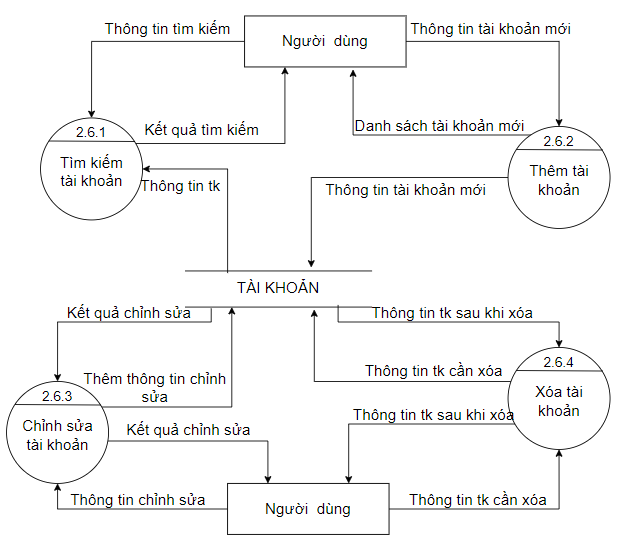 Thông tin tìm kiếm
Người dùng
Thông tin tài khoản mới
2.6.1
Tìm kiếm
tài khoản
Kết quả tìm kiếm
Danh sách tài khoản mới
2.6.2
Thêm tài
khoản
Thông tin tk
Thông tin tài khoản mới
TÀI KHOẢN
Kết quả chỉnh sửa
Thông tin tk sau khi xóa
Thêm thông tin chỉnh
sửa
Thông tin tk cần xóa
2.6.3
Chỉnh sửa
tài khoản
2.6.4
Xóa tài
khoản
Kết quả chỉnh sửa
Thông tin tk sau khi xóa
Thông tin chỉnh sửa
Người dùng
Thông tin tk cần xóa